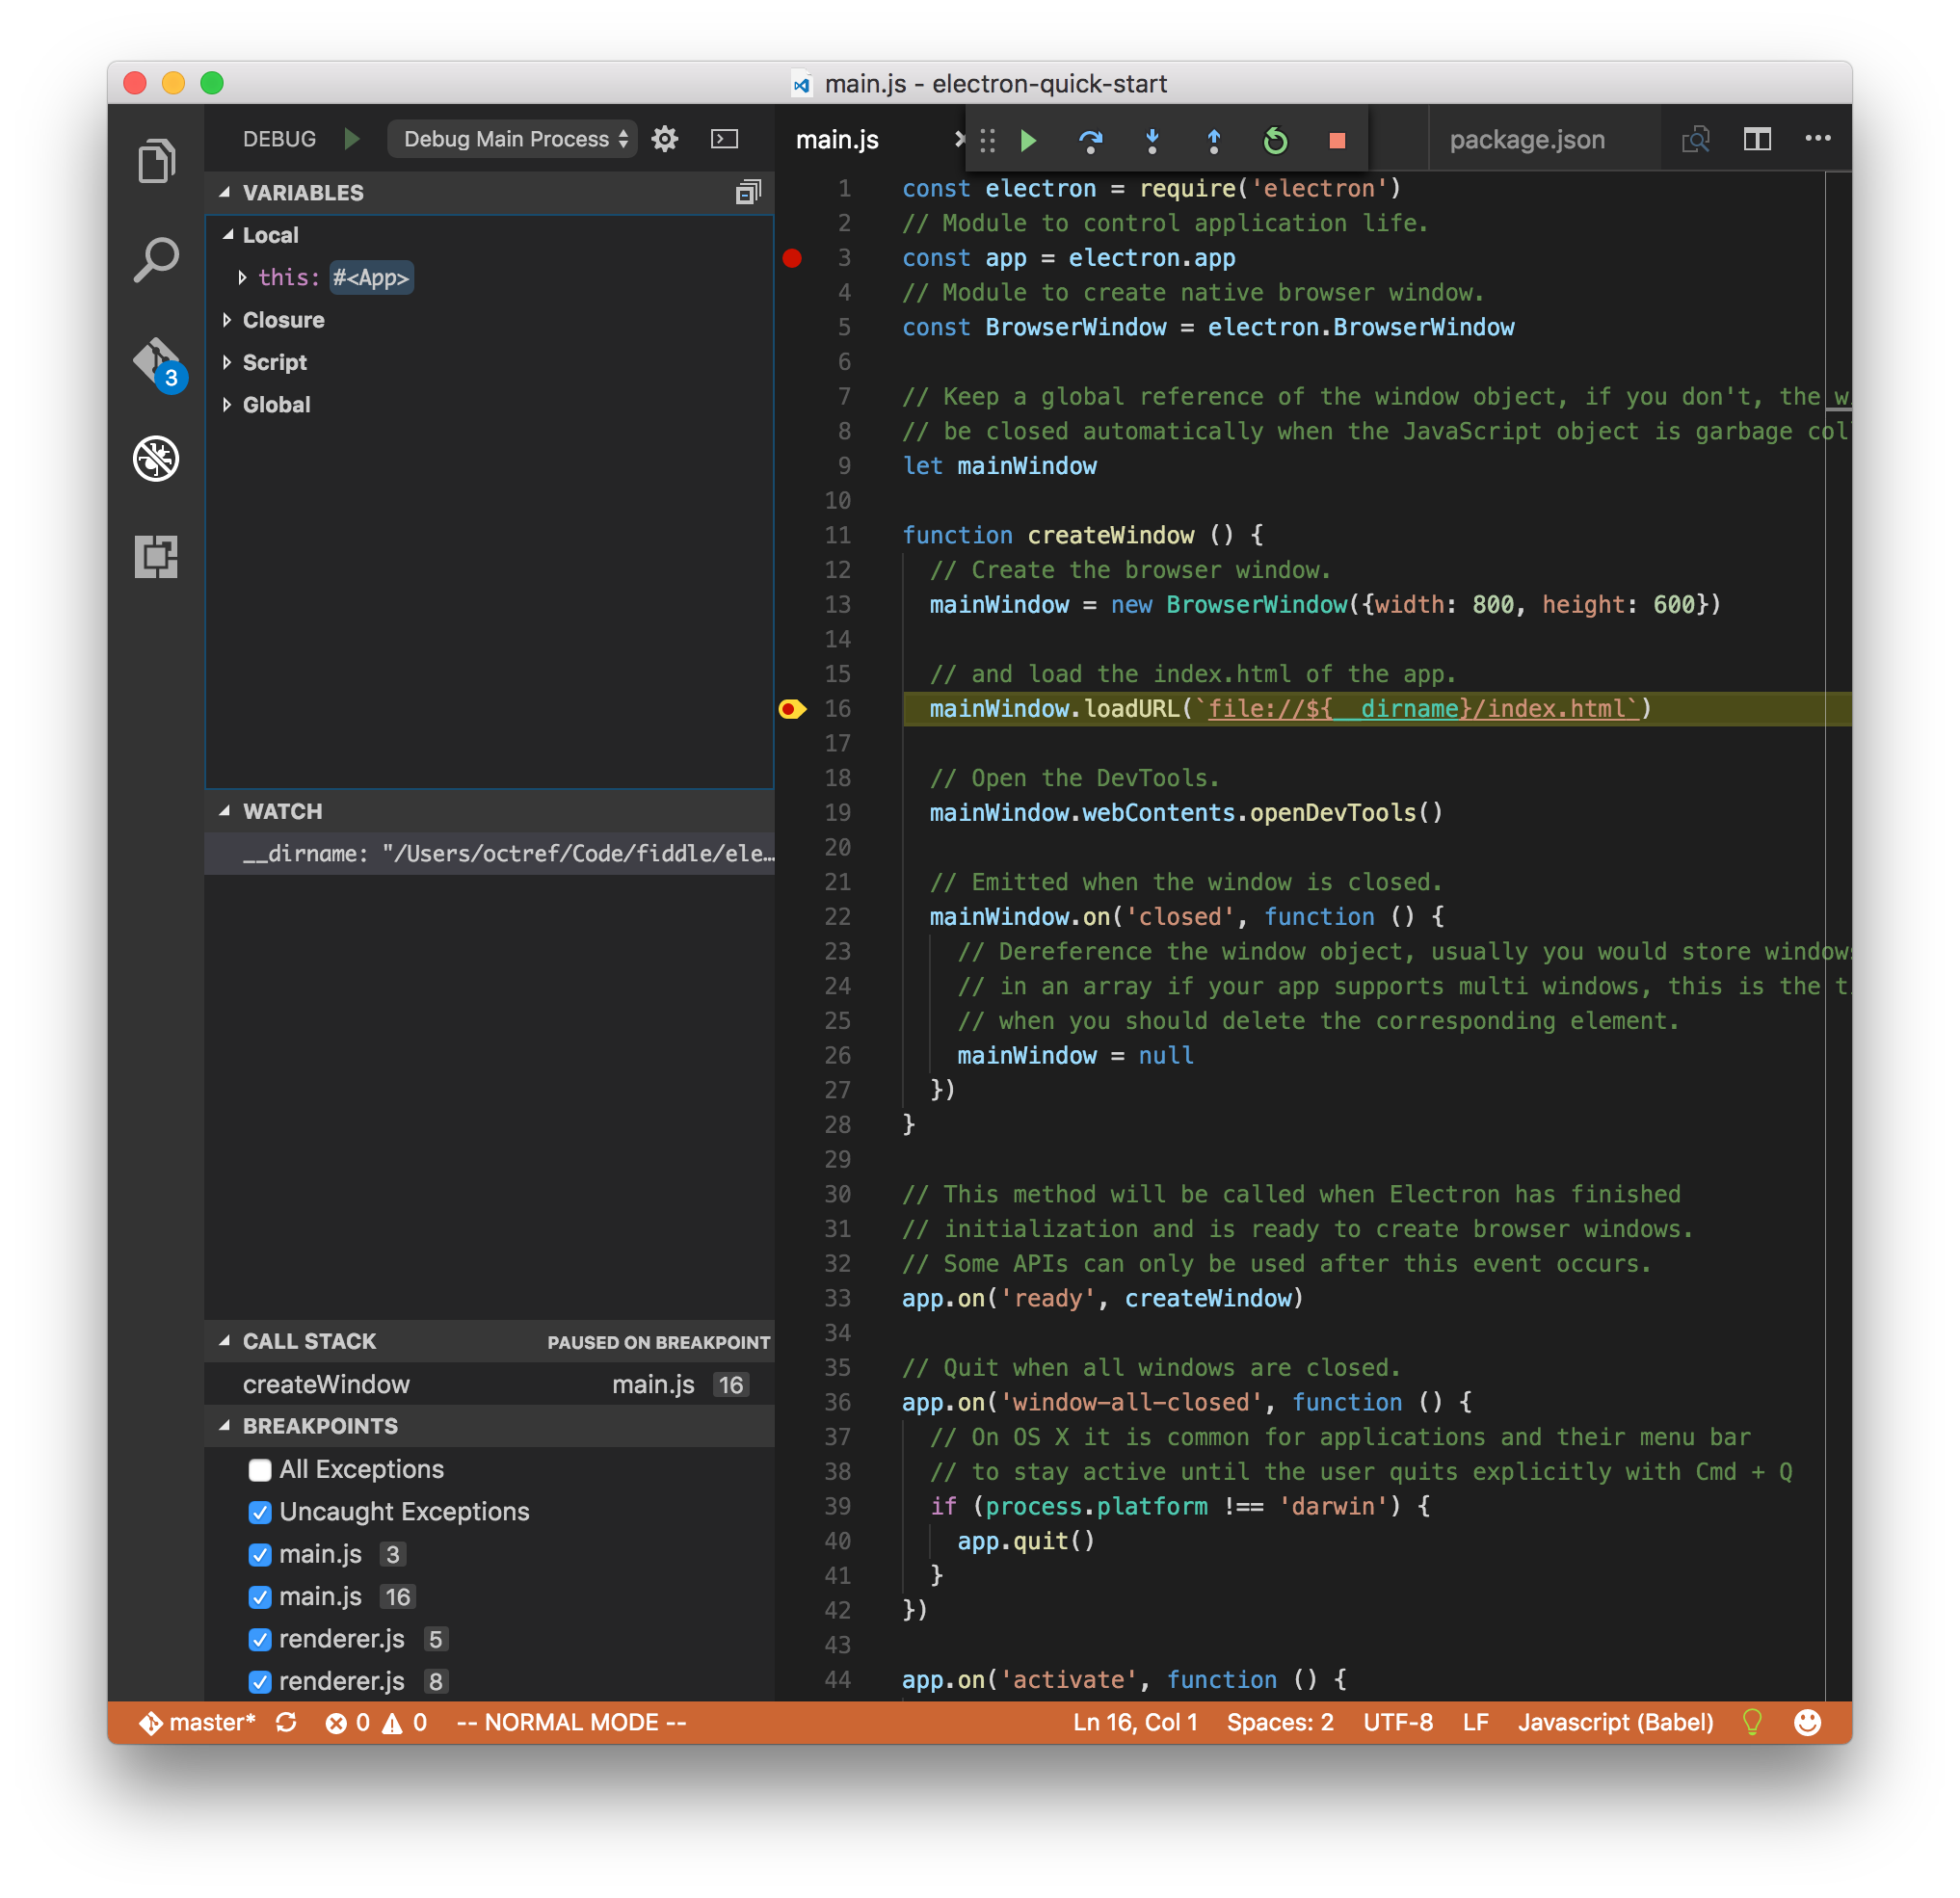 main.js - electron-quick-start
DEBUG
Debug Main Process
VARIABLES
Local
this: #<App>
Closure
Script
Global
3
WATCH
__dirname: "/Users/octref/Code/fiddle/ele…
CALL STACK PAUSED ON BREAKPOINT
createWindow main.js 16
BREAKPOINTS
All Exceptions
Uncaught Exceptions
main.js 3
main.js 16
renderer.js 5
renderer.js 8
main.js
package.json
1 const electron = require('electron')
2 // Module to control application life.
3 const app = electron.app
4 // Module to create native browser window.
5 const BrowserWindow = electron.BrowserWindow
6
7 // Keep a global reference of the window object, if you don't, the wi
8 // be closed automatically when the JavaScript object is garbage col
9 let mainWindow
10
11 function createWindow () {
12 // Create the browser window.
13 mainWindow = new BrowserWindow({width: 800, height: 600})
14
15 // and load the index.html of the app.
16 mainWindow.loadURL(`file://${__dirname}/index.html`)
17
18 // Open the DevTools.
19 mainWindow.webContents.openDevTools()
20
21 // Emitted when the window is closed.
22 mainWindow.on('closed', function () {
23 // Dereference the window object, usually you would store windows
24 // in an array if your app supports multi windows, this is the ti
25 // when you should delete the corresponding element.
26 mainWindow = null
27 })
28 }
29
30 // This method will be called when Electron has finished
31 // initialization and is ready to create browser windows.
32 // Some APIs can only be used after this event occurs.
33 app.on('ready', createWindow)
34
35 // Quit when all windows are closed.
36 app.on('window-all-closed', function () {
37 // On OS X it is common for applications and their menu bar
38 // to stay active until the user quits explicitly with Cmd + Q
39 if (process.platform !== 'darwin') {
40 app.quit()
41 }
42 })
43
44 app.on('activate', function () {
master* 0 0 -- NORMAL MODE -- Ln 16, Col 1 Spaces: 2 UTF-8 LF Javascript (Babel)